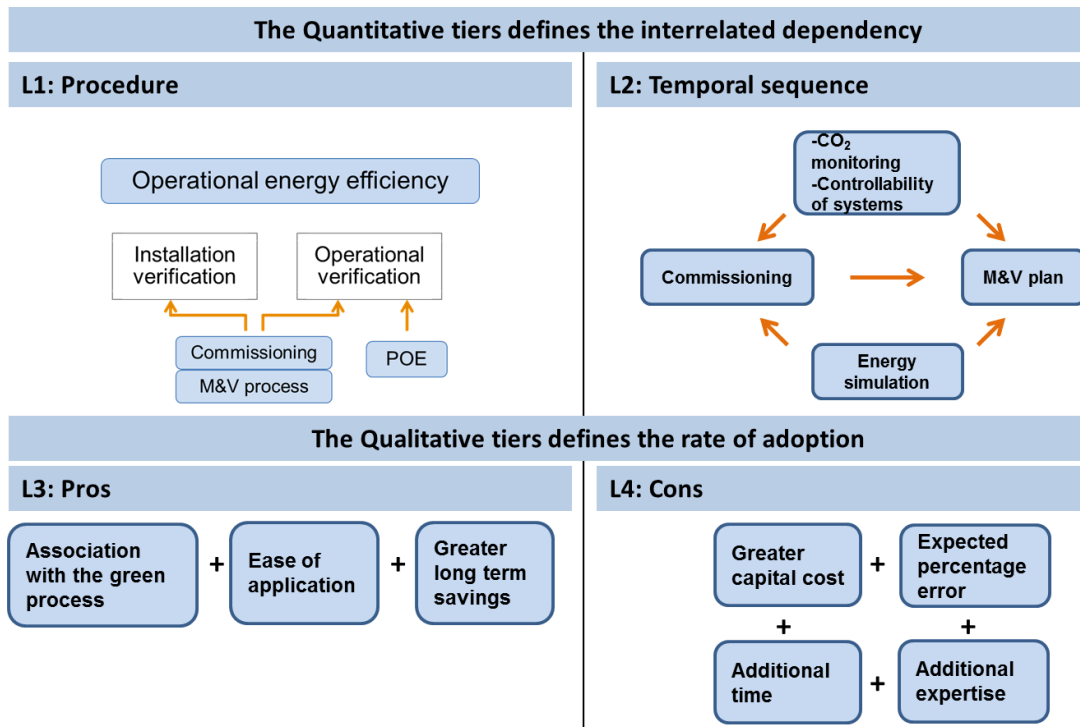 The Quantitative tiers defines the interrelated dependency
L1: Procedure
Operational energy efficiency
Installation
verification
Operational
verification
Commissioning
M&V process
POE
L2: Temporal sequence
-CO₂
monitoring
-Controllability
of systems
Commissioning
M&V plan
Energy
simulation
The Qualitative tiers defines the rate of adoption
L3: Pros
Association
with the green
process
+
Ease of
application
+
Greater
long term
savings
L4: Cons
Greater
capital cost
+
Expected
percentage
error
+
+
Additional
time
+
Additional
expertise